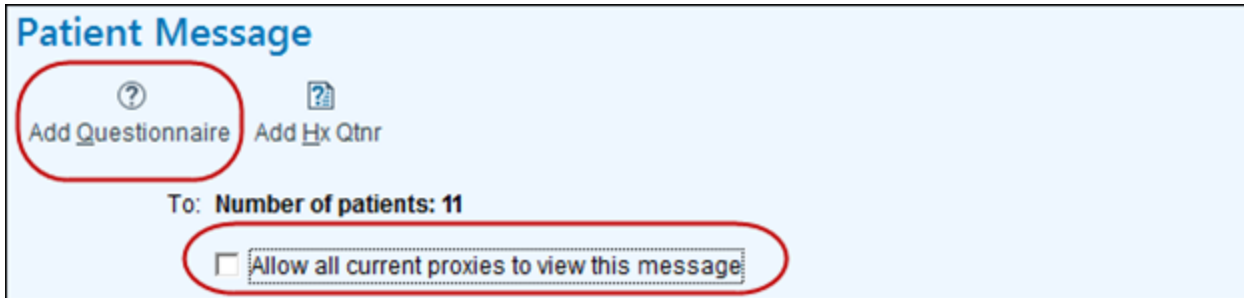 Patient Message
Add Questionnaire Add Hx Qtnr
To: Number of patients: 11
Allow all current proxies to view this message